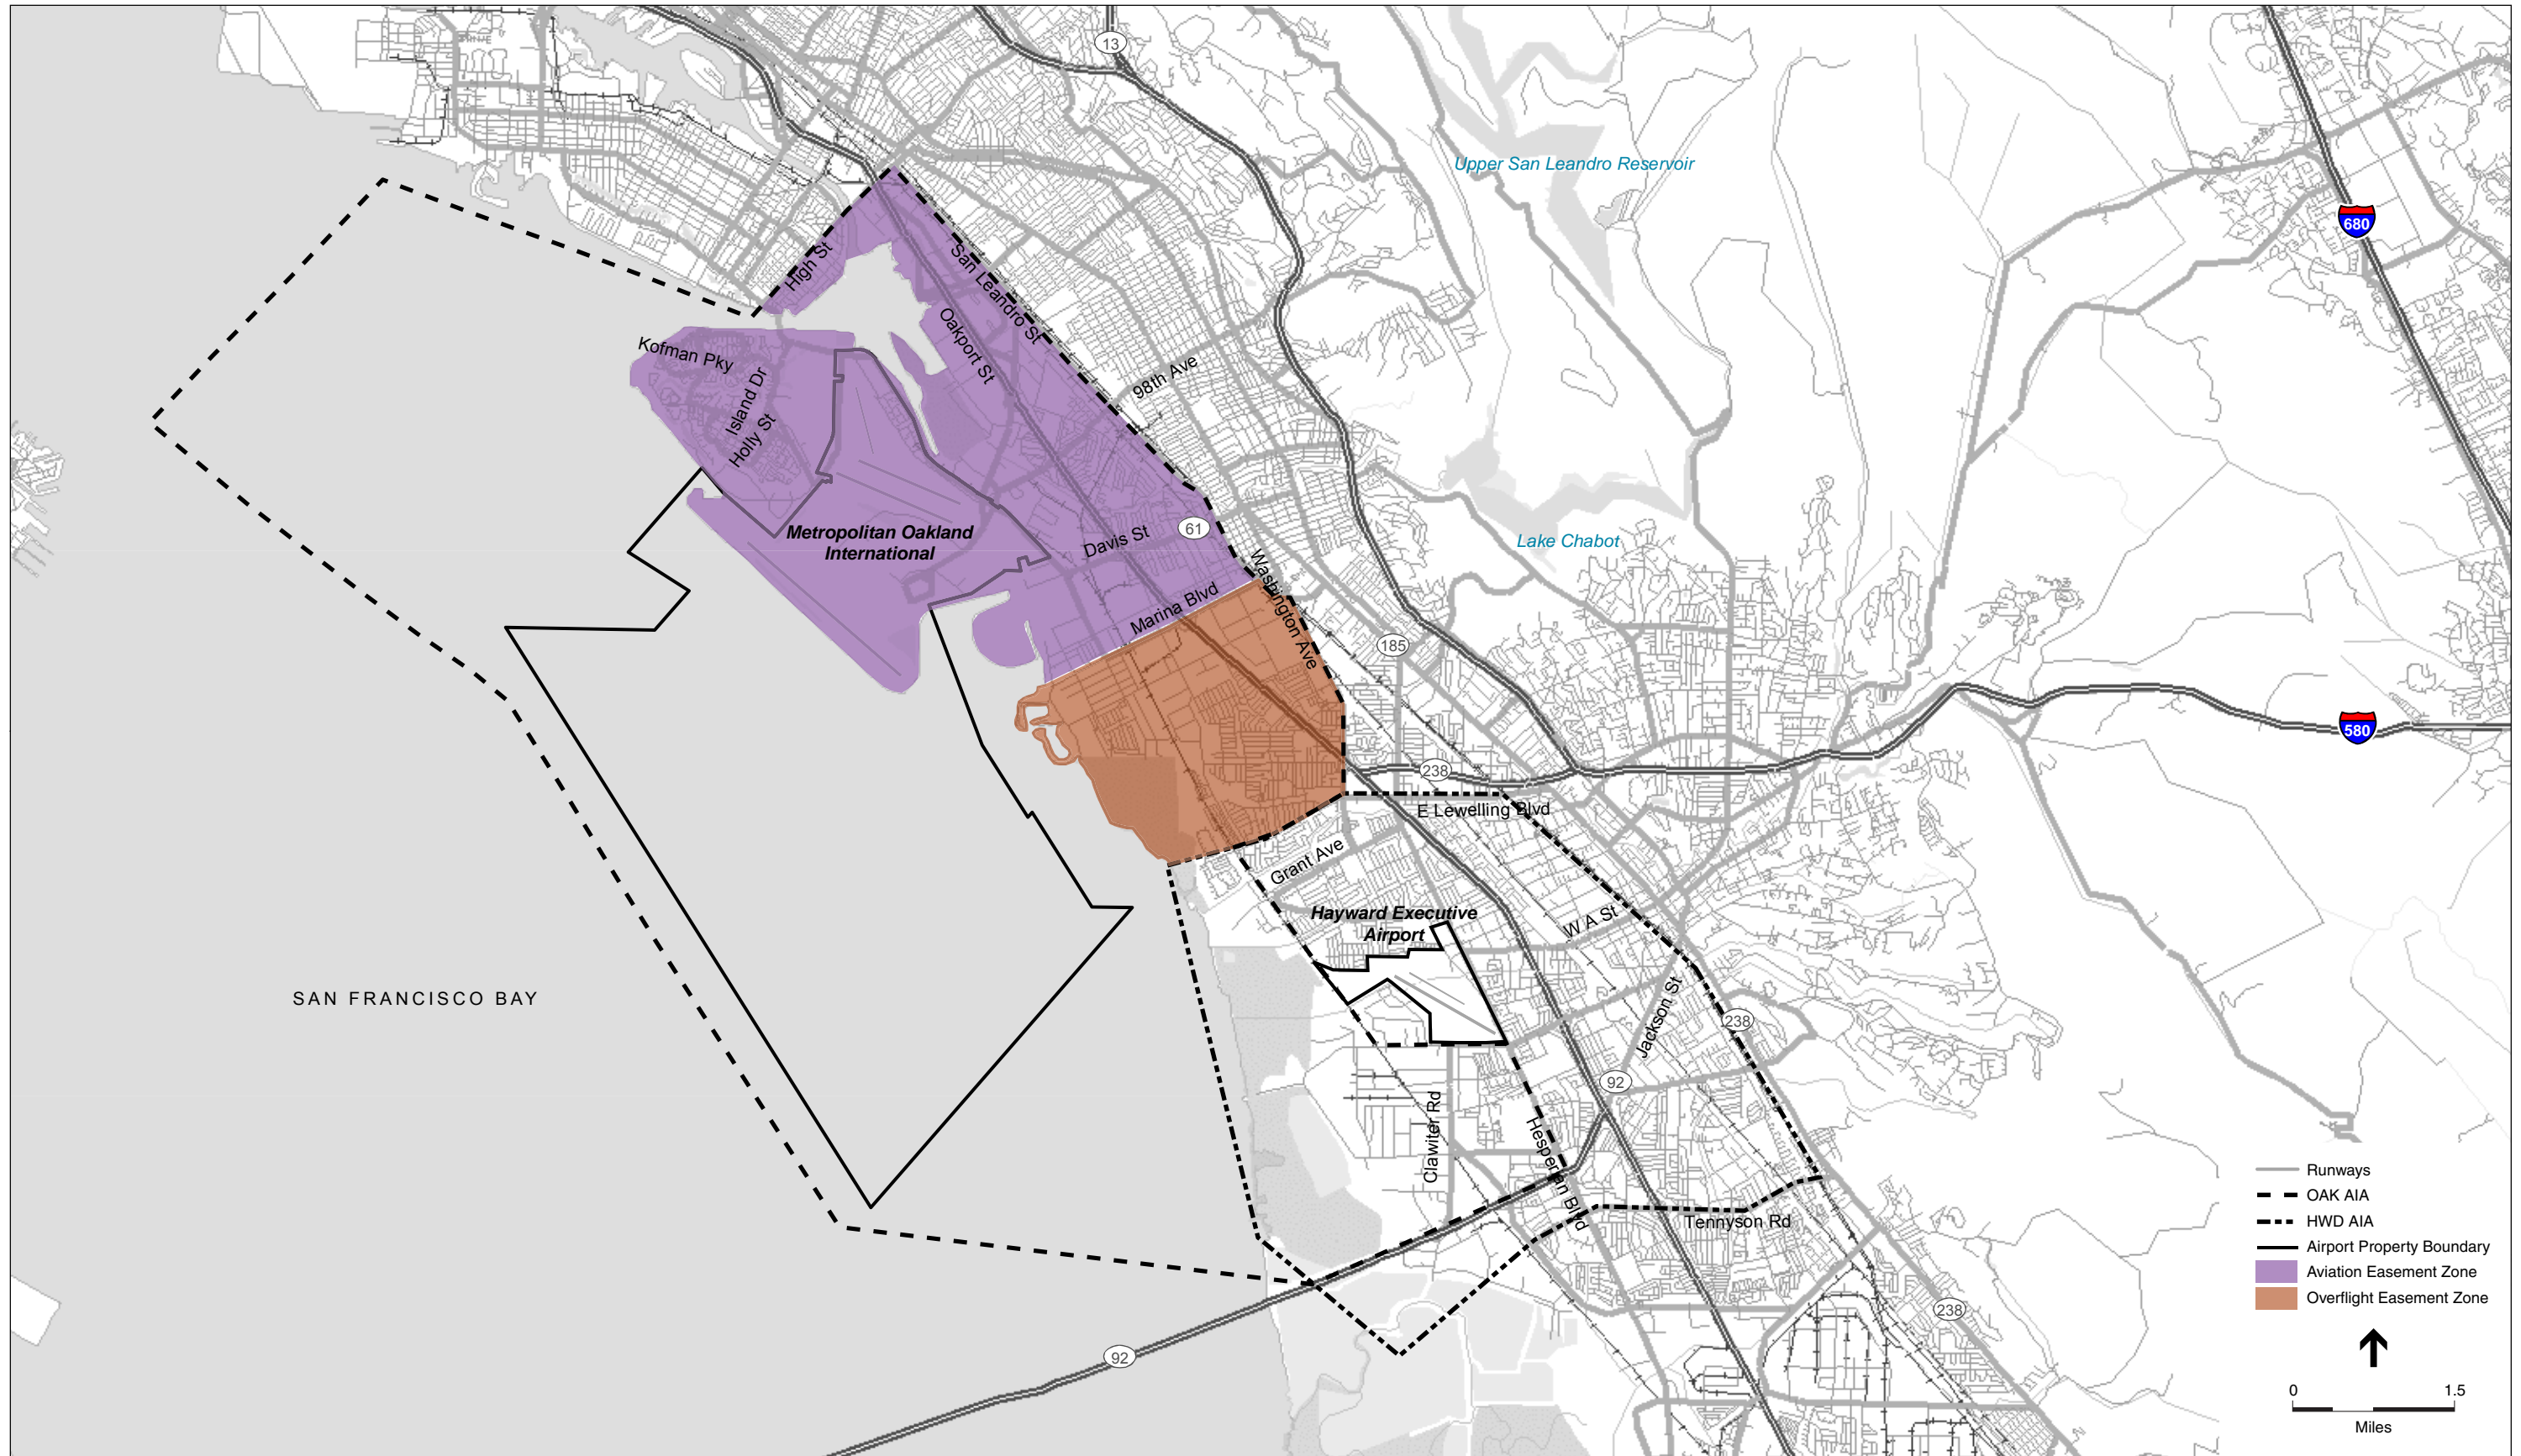 13
Upper San Leandro Reservoir
680
High St
San Leandro St
Kofman Pky
Oakport St
Island Dr
Holly St
98th Ave
Metropolitan Oakland
International
61
Davis St
Lake Chabot
Marina Blvd
Washington Ave
185
580
238
E Lewelling Blvd
Grant Ave
Hayward Executive
Airport
W A St
SAN FRANCISCO BAY
Jackson St
238
92
Clawiter Rd
Hesperian Blvd
Tennyson Rd
238
92
Runways
OAK AIA
HWD AIA
Airport Property Boundary
Aviation Easement Zone
Overflight Easement Zone
0 1.5
Miles